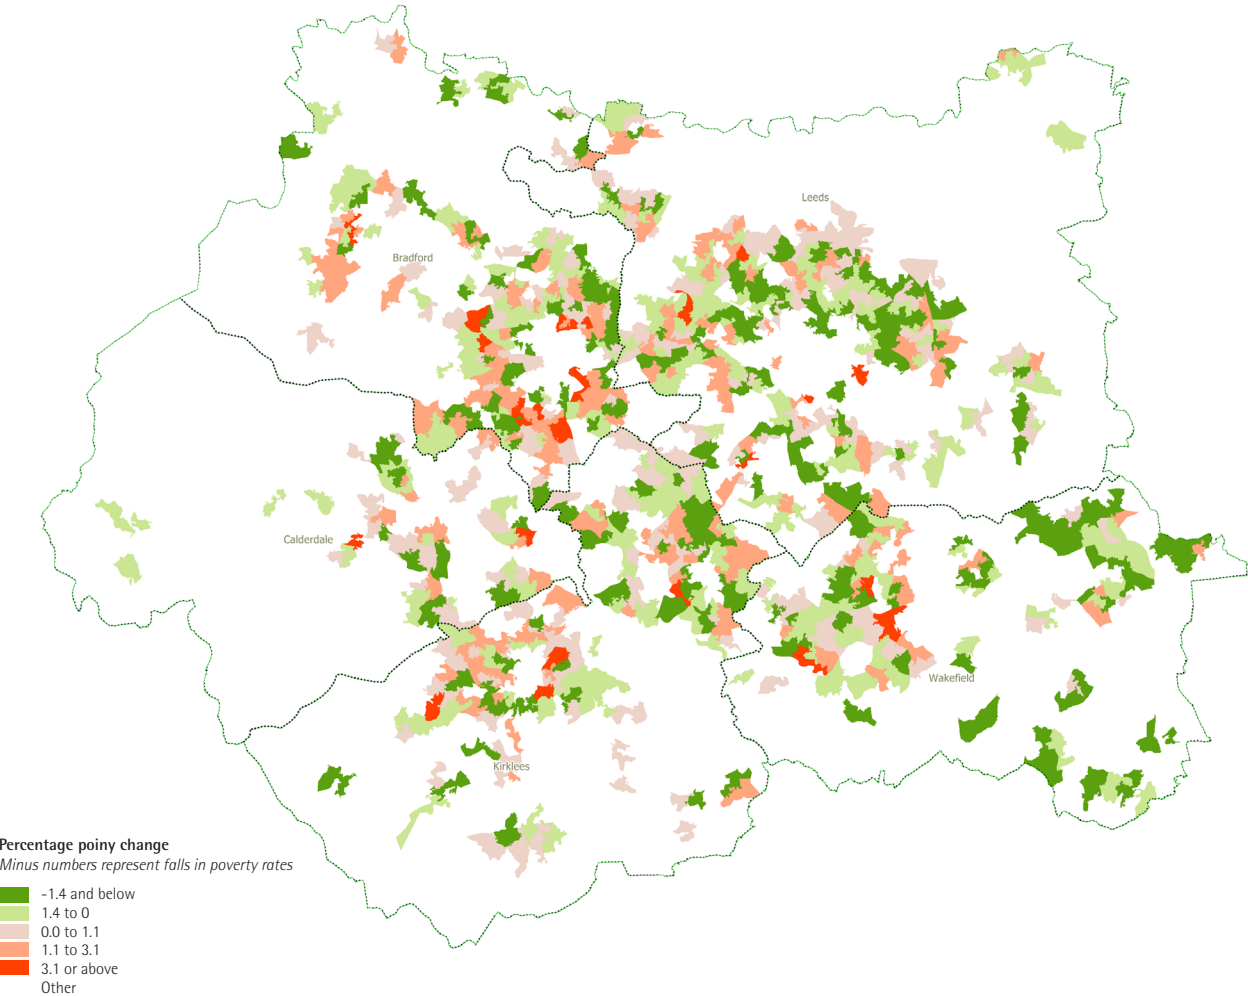 Leeds
Bradford
Calderdale
Wakefield
Kirklees
Percentage poiny change
Minus numbers represent falls in poverty rates
-1.4 and below
1.4 to 0
0.0 to 1.1
1.1 to 3.1
3.1 or above
Other